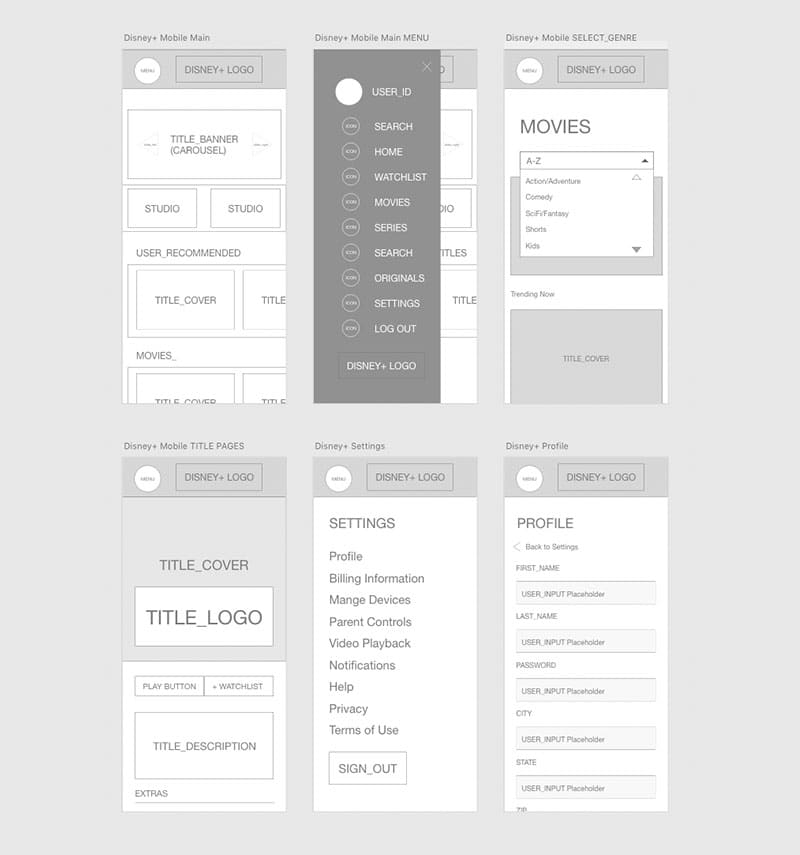 Disney+ Mobile Main
MENU
DISNEY+ LOGO
TITLE_BANNER
(CAROUSEL)
STUDIO
STUDIO
USER_RECOMMENDED
TITLE_COVER
TITLE
MOVIES_
TITLE_COVER
TITL
Disney+ Mobile Main MENU
O
USER_ID
ICON SEARCH
ICON HOME
ICON WATCHLIST
ICON MOVIES
ICON SERIES
ICON SEARCH
ICON ORIGINALS
ICON SETTINGS
ICON LOG OUT
DISNEY+ LOGO
DIO
TITLES
TITLE
Disney+ Mobile SELECT_GENRE
MENU
DISNEY+ LOGO
MOVIES
A-Z
Action/Adventure
Comedy
SciFi/Fantasy
Shorts
Kids
Trending Now
TITLE_COVER
Disney+ Mobile TITLE PAGES
MENU
DISNEY+ LOGO
TITLE_COVER
TITLE_LOGO
PLAY BUTTON
+ WATCHLIST
TITLE_DESCRIPTION
EXTRAS
Disney+ Settings
MENU
DISNEY+ LOGO
SETTINGS
Profile
Billing Information
Mange Devices
Parent Controls
Video Playback
Notifications
Help
Privacy
Terms of Use
SIGN_OUT
Disney+ Profile
MENU
DISNEY+ LOGO
PROFILE
Back to Settings
FIRST_NAME
USER_INPUT Placeholder
LAST_NAME
USER_INPUT Placeholder
PASSWORD
USER_INPUT Placeholder
CITY
USER_INPUT Placeholder
STATE
USER_INPUT Placeholder
ZIP